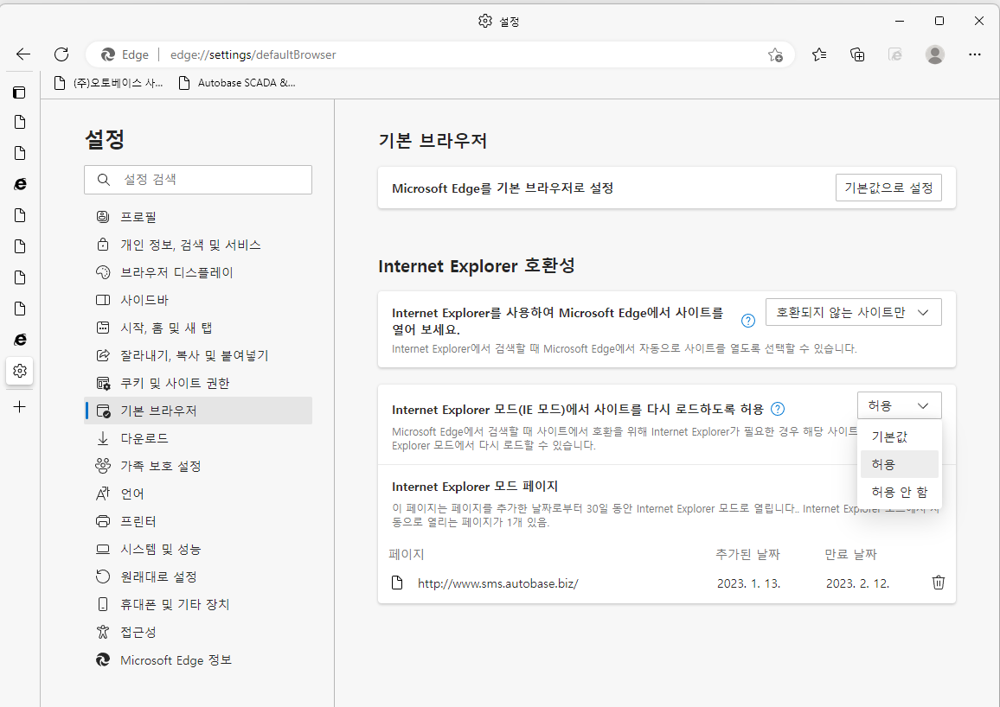 설정
Edge
edge://settings/defaultBrowser
(주)오토베이스 사...
Autobase SCADA &...
설정
설정 검색
프로필
개인 정보, 검색 및 서비스
브라우저 디스플레이
사이드바
시작, 홈 및 새 탭
잘라내기, 복사 및 붙여넣기
쿠키 및 사이트 권한
기본 브라우저
다운로드
가족 보호 설정
언어
프린터
시스템 및 성능
원래대로 설정
휴대폰 및 기타 장치
접근성
Microsoft Edge 정보
기본 브라우저
Microsoft Edge를 기본 브라우저로 설정
기본값으로 설정
Internet Explorer 호환성
Internet Explorer를 사용하여 Microsoft Edge에서 사이트를
열어 보세요.
호환되지 않는 사이트만
Internet Explorer에서 검색할 때 Microsoft Edge에서 자동으로 사이트를 열도록 선택할 수 있습니다.
Internet Explorer 모드(IE 모드)에서 사이트를 다시 로드하도록 허용
허용
Microsoft Edge에서 검색할 때 사이트에서 호환을 위해 Internet Explorer가 필요한 경우 해당 사이트
Explorer 모드에서 다시 로드할 수 있습니다.
기본값
허용
허용 안 함
Internet Explorer 모드 페이지
이 페이지는 페이지를 추가한 날짜로부터 30일 동안 Internet Explorer 모드로 열립니다.. Internet Explorer 모드에서 자
동으로 열리는 페이지가 1개 있음.
페이지
추가된 날짜
만료 날짜
http://www.sms.autobase.biz/
2023. 1. 13.
2023. 2. 12.